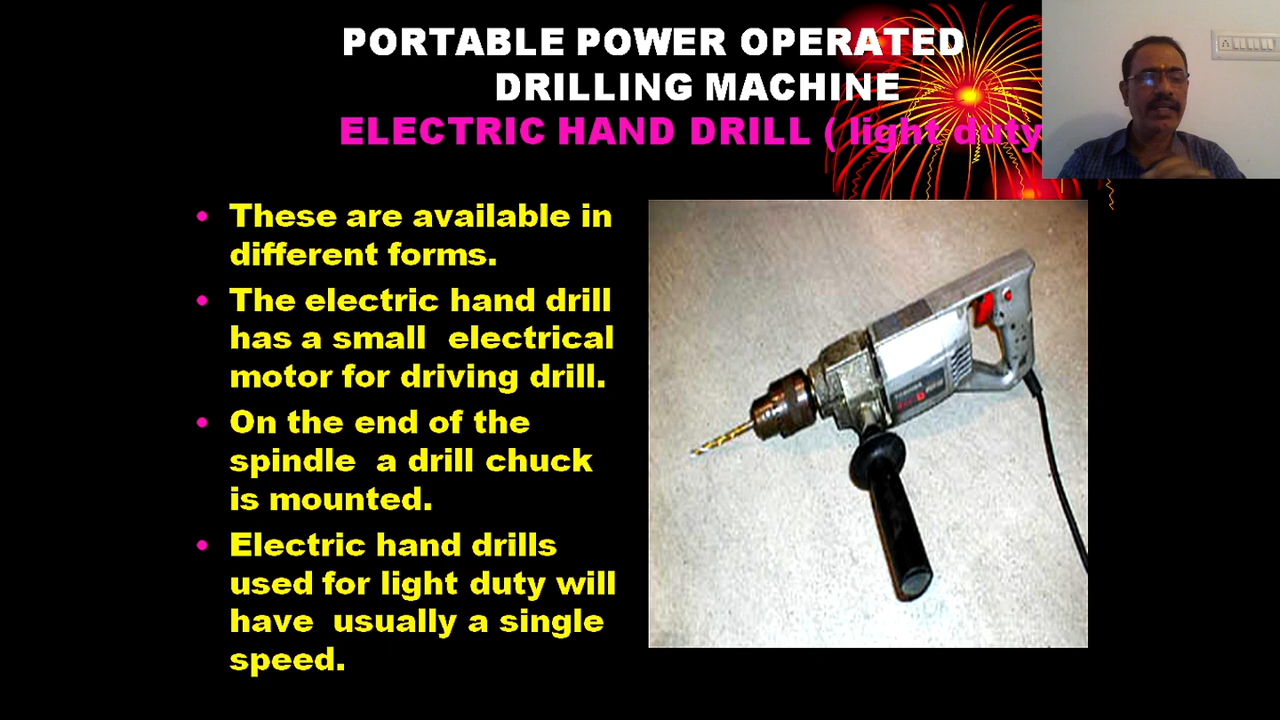 PORTABLE POWER OPERATED
DRILLING MACHINE
ELECTRIC HAND DRILL ( light duty
• These are available in
different forms.
• The electric hand drill
has a small electrical
motor for driving drill.
• On the end of the
spindle a drill chuck
is mounted.
• Electric hand drills
used for light duty will
have usually a single
speed.